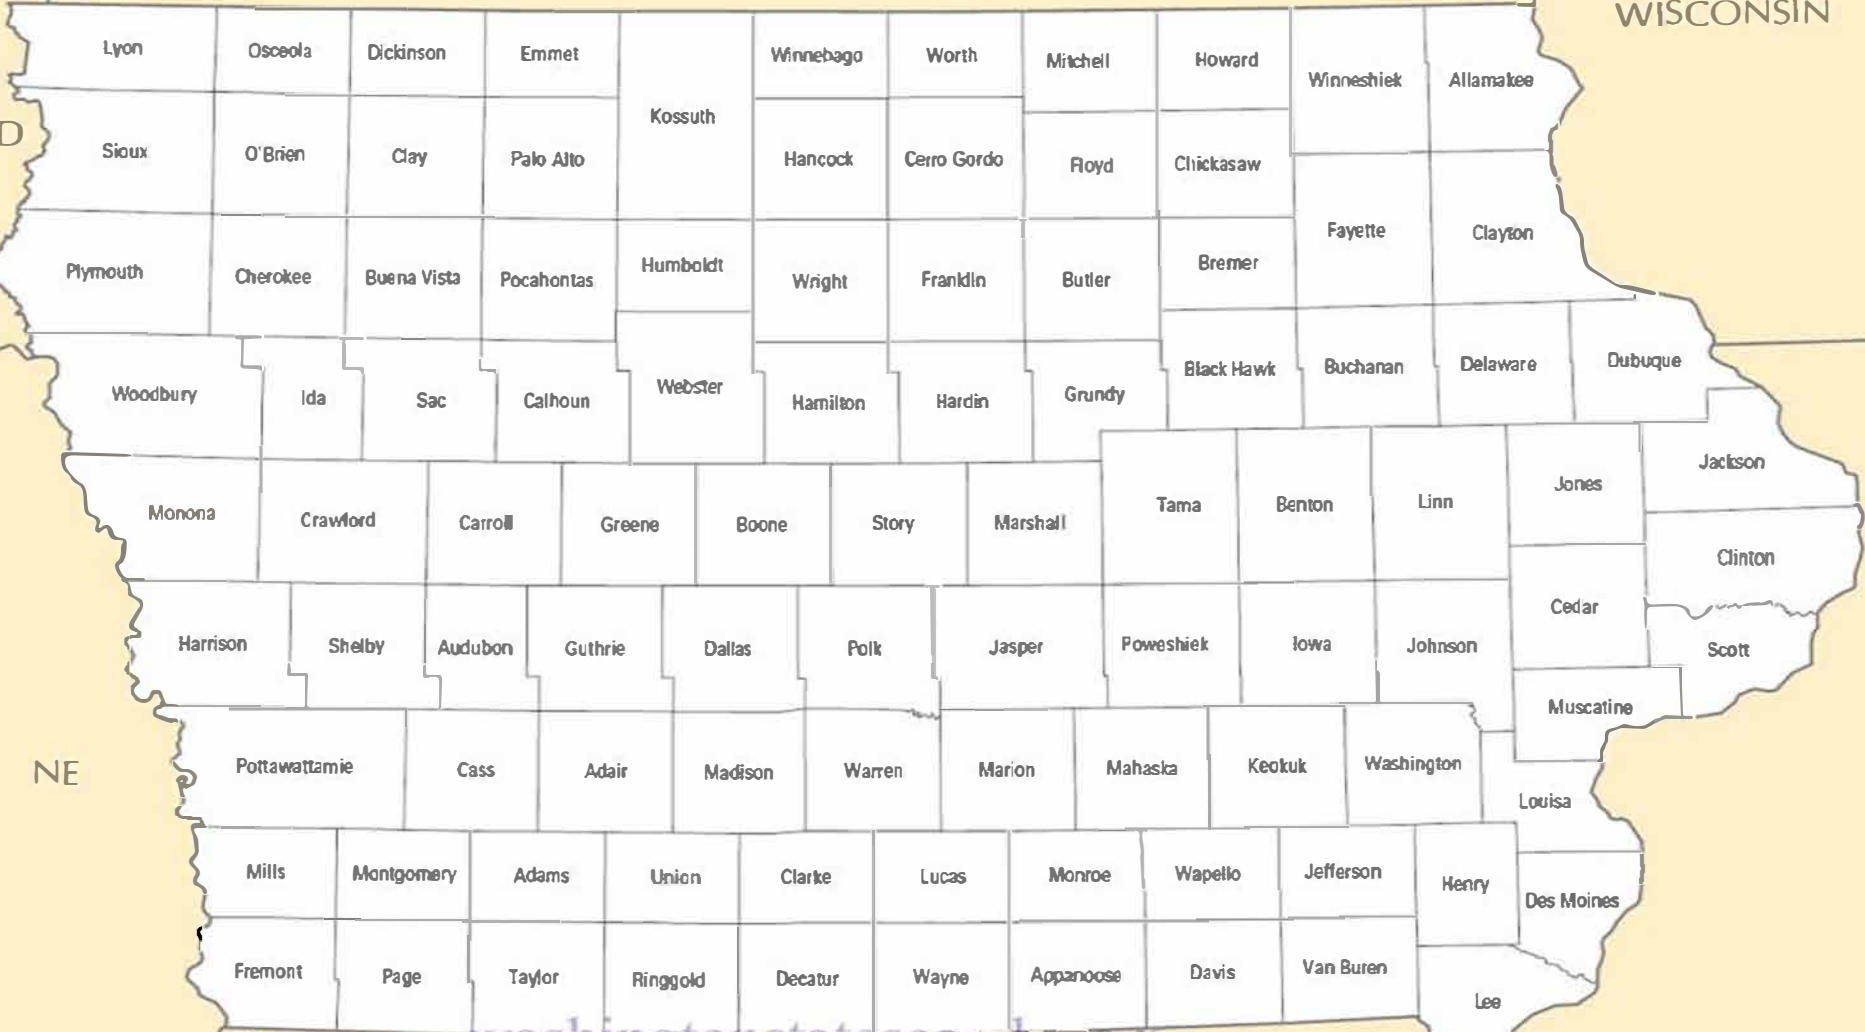 WISCONSIN
Lyon
Osceola
Dickinson
Emmet
Kossuth
Winnebago
Worth
Mitchell
Howard
Winneshiek
Allamakee
D
Sioux
O'Brien
Clay
Palo Alto
Hancock
Cerro Gordo
Floyd
Chickasaw
Fayette
Clayton
Plymouth
Cherokee
Buena Vista
Pocahontas
Humboldt
Wright
Franklin
Butler
Bremer
Woodbury
Ida
Sac
Calhoun
Webster
Hamilton
Hardin
Grundy
Black Hawk
Buchanan
Delaware
Dubuque
Monona
Crawford
Carroll
Greene
Boone
Story
Marshall
Tama
Benton
Linn
Jones
Jackson
Clinton
Harrison
Shelby
Audubon
Guthrie
Dallas
Polk
Jasper
Poweshiek
Iowa
Johnson
Cedar
Scott
Muscatine
NE
Pottawattamie
Cass
Adair
Madison
Warren
Marion
Mahaska
Keokuk
Washington
Louisa
Mills
Montgomery
Adams
Union
Clarke
Lucas
Monroe
Wapello
Jefferson
Henry
Des Moines
Fremont
Page
Taylor
Ringgold
Decatur
Wayne
Appanoose
Davis
Van Buren
Lee